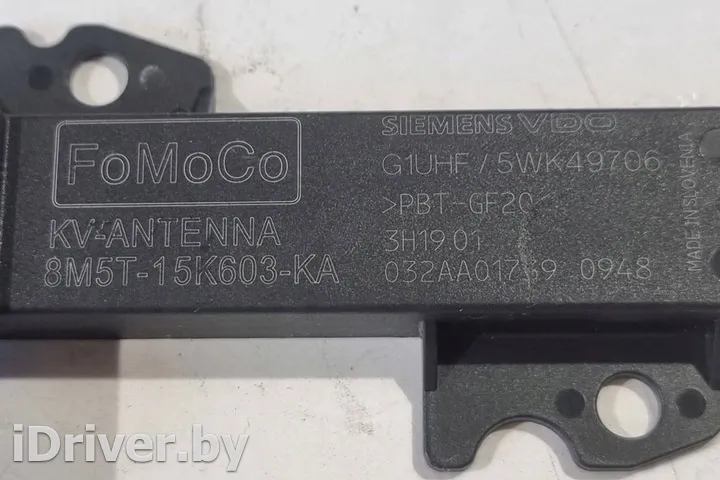 FoMoCo
KV-ANTENNA
8M5T-15K603-KA
SIEMENS VDO
G1UHF/5WK49706
>PBT-GF20<
3H19.01
032AA01739 0948
MADE IN SLOVENIA
iDriver.by